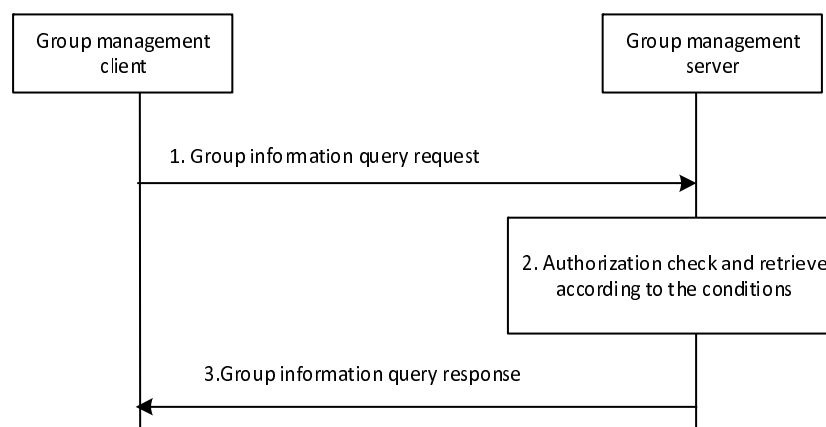 Group management
client
Group management
server
1. Group information query request
2. Authorization check and retrieve
according to the conditions
3.Group information query response